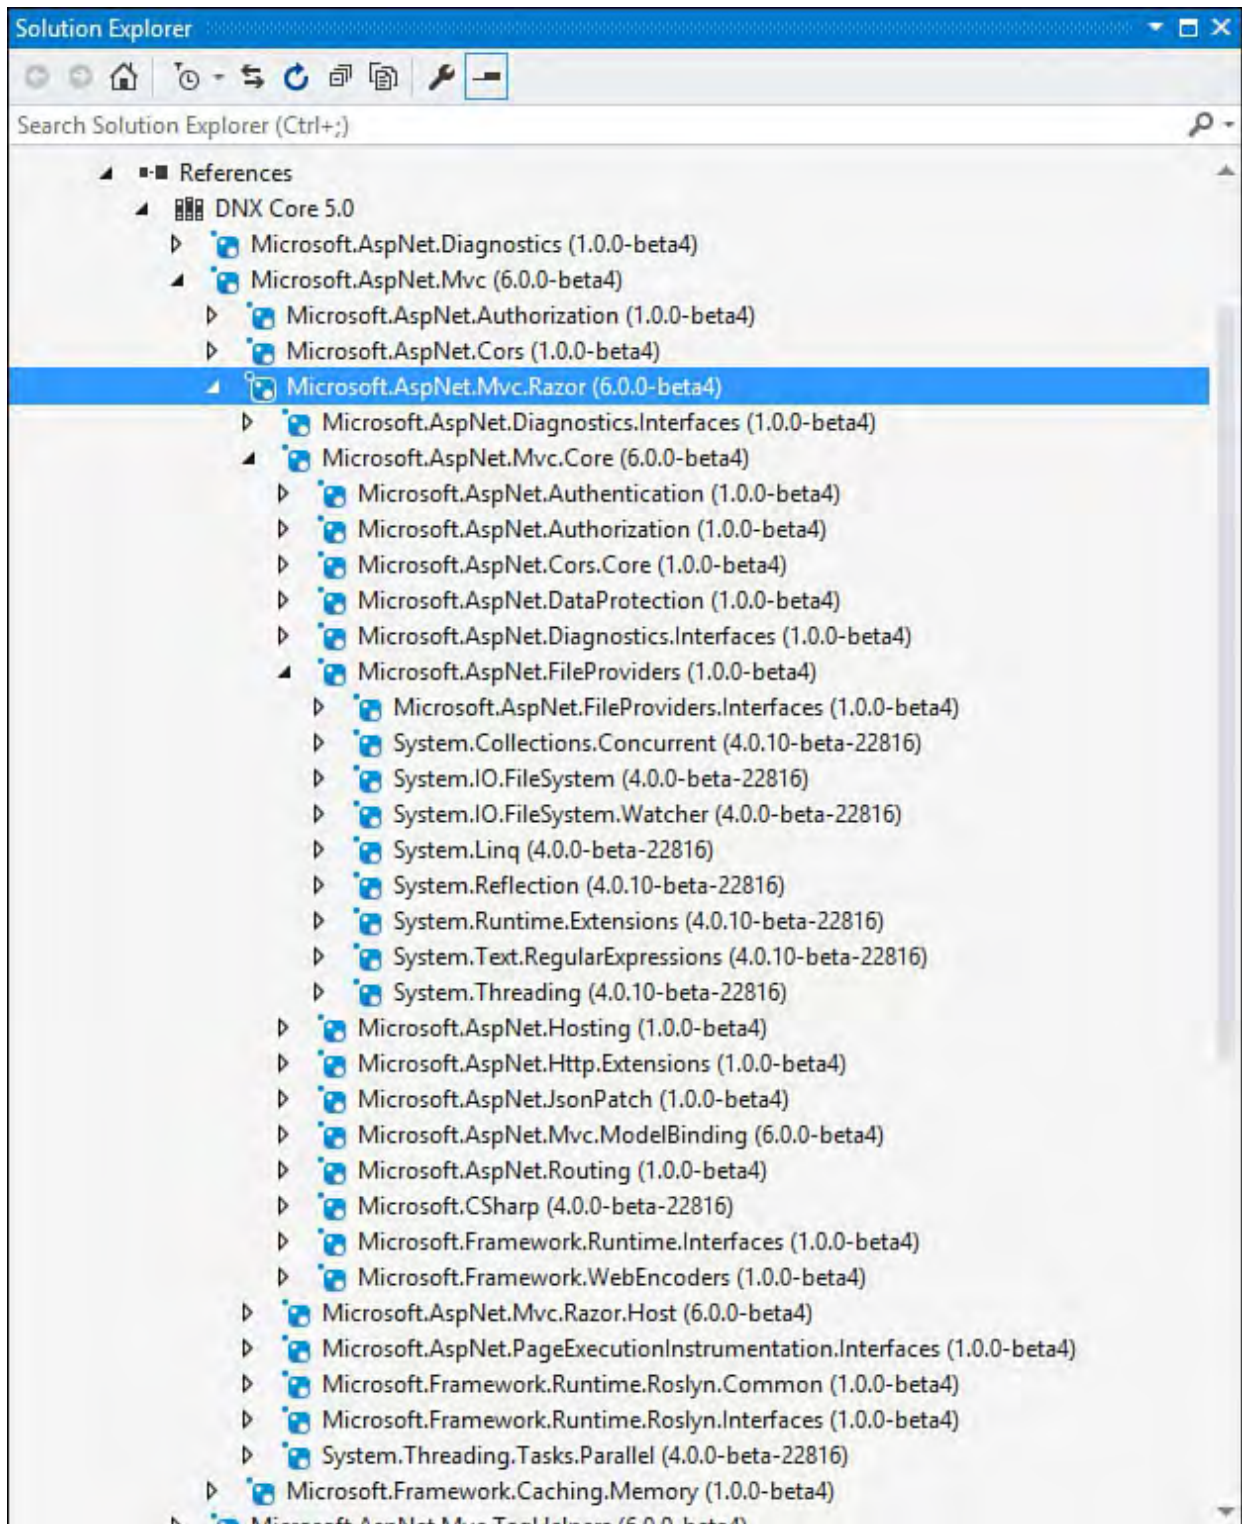 Solution Explorer
Search Solution Explorer (Ctrl+;)
References
DNX Core 5.0
Microsoft.AspNet.Diagnostics (1.0.0-beta4)
Microsoft.AspNet.Mvc (6.0.0-beta4)
Microsoft.AspNet.Authorization (1.0.0-beta4)
Microsoft.AspNet.Cors (1.0.0-beta4)
Microsoft.AspNet.Mvc.Razor (6.0.0-beta4)
Microsoft.AspNet.Diagnostics.Interfaces (1.0.0-beta4)
Microsoft.AspNet.Mvc.Core (6.0.0-beta4)
Microsoft.AspNet.Authentication (1.0.0-beta4)
Microsoft.AspNet.Authorization (1.0.0-beta4)
Microsoft.AspNet.Cors.Core (1.0.0-beta4)
Microsoft.AspNet.DataProtection (1.0.0-beta4)
Microsoft.AspNet.Diagnostics.Interfaces (1.0.0-beta4)
Microsoft.AspNet.FileProviders (1.0.0-beta4)
Microsoft.AspNet.FileProviders.Interfaces (1.0.0-beta4)
System.Collections.Concurrent (4.0.10-beta-22816)
System.IO.FileSystem (4.0.0-beta-22816)
System.IO.FileSystem.Watcher (4.0.0-beta-22816)
System.Linq (4.0.0-beta-22816)
System.Reflection (4.0.10-beta-22816)
System.Runtime.Extensions (4.0.10-beta-22816)
System.Text.RegularExpressions (4.0.10-beta-22816)
System.Threading (4.0.10-beta-22816)
Microsoft.AspNet.Hosting (1.0.0-beta4)
Microsoft.AspNet.Http.Extensions (1.0.0-beta4)
Microsoft.AspNet.JsonPatch (1.0.0-beta4)
Microsoft.AspNet.Mvc.ModelBinding (6.0.0-beta4)
Microsoft.AspNet.Routing (1.0.0-beta4)
Microsoft.CSharp (4.0.0-beta-22816)
Microsoft.Framework.Runtime.Interfaces (1.0.0-beta4)
Microsoft.Framework.WebEncoders (1.0.0-beta4)
Microsoft.AspNet.Mvc.Razor.Host (6.0.0-beta4)
Microsoft.AspNet.PageExecutionInstrumentation.Interfaces (1.0.0-beta4)
Microsoft.Framework.Runtime.Roslyn.Common (1.0.0-beta4)
Microsoft.Framework.Runtime.Roslyn.Interfaces (1.0.0-beta4)
System.Threading.Tasks.Parallel (4.0.0-beta-22816)
Microsoft.Framework.Caching.Memory (1.0.0-beta4)
Microsoft.AspNet.Mvc.TagHelpers (6.0.0-beta4)